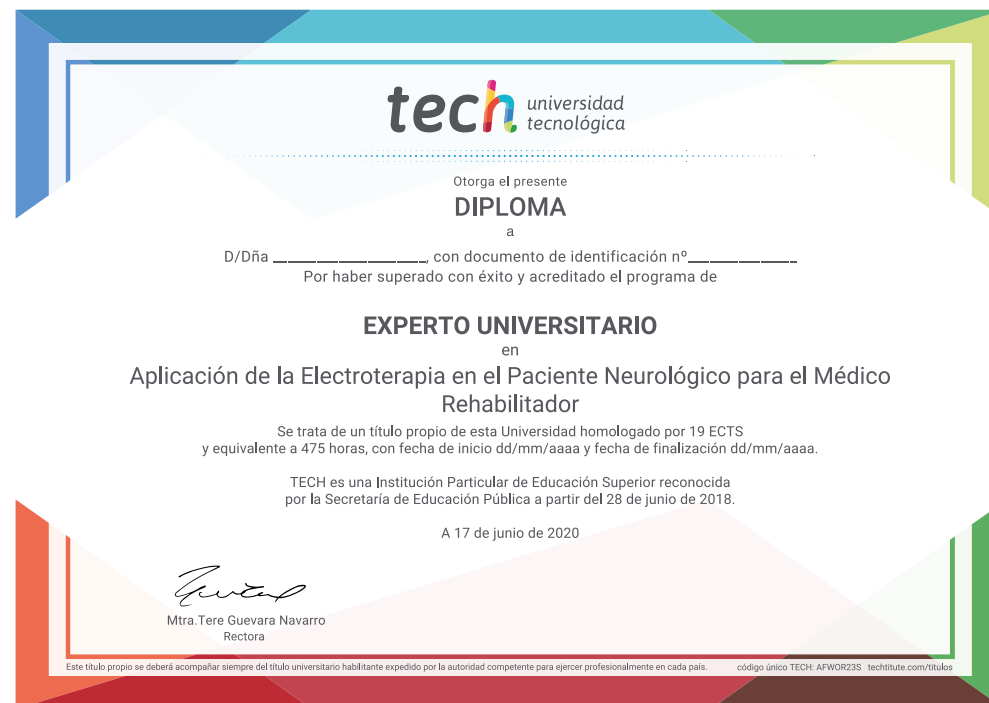 tech universidad
tecnológica
Otorga el presente
DIPLOMA
a
D/Dña ____________________, con documento de identificación nº______________
Por haber superado con éxito y acreditado el programa de
EXPERTO UNIVERSITARIO
en
Aplicación de la Electroterapia en el Paciente Neurológico para el Médico
Rehabilitador
Se trata de un título propio de esta Universidad homologado por 19 ECTS
y equivalente a 475 horas, con fecha de inicio dd/mm/aaaa y fecha de finalización dd/mm/aaaa.
TECH es una Institución Particular de Educación Superior reconocida
por la Secretaría de Educación Pública a partir del 28 de junio de 2018.
A 17 de junio de 2020
Mtra.Tere Guevara Navarro
Rectora
Este título propio se deberá acompañar siempre del título universitario habilitante expedido por la autoridad competente para ejercer profesionalmente en cada país. código único TECH: AFWOR23S techtitute.com/titulos